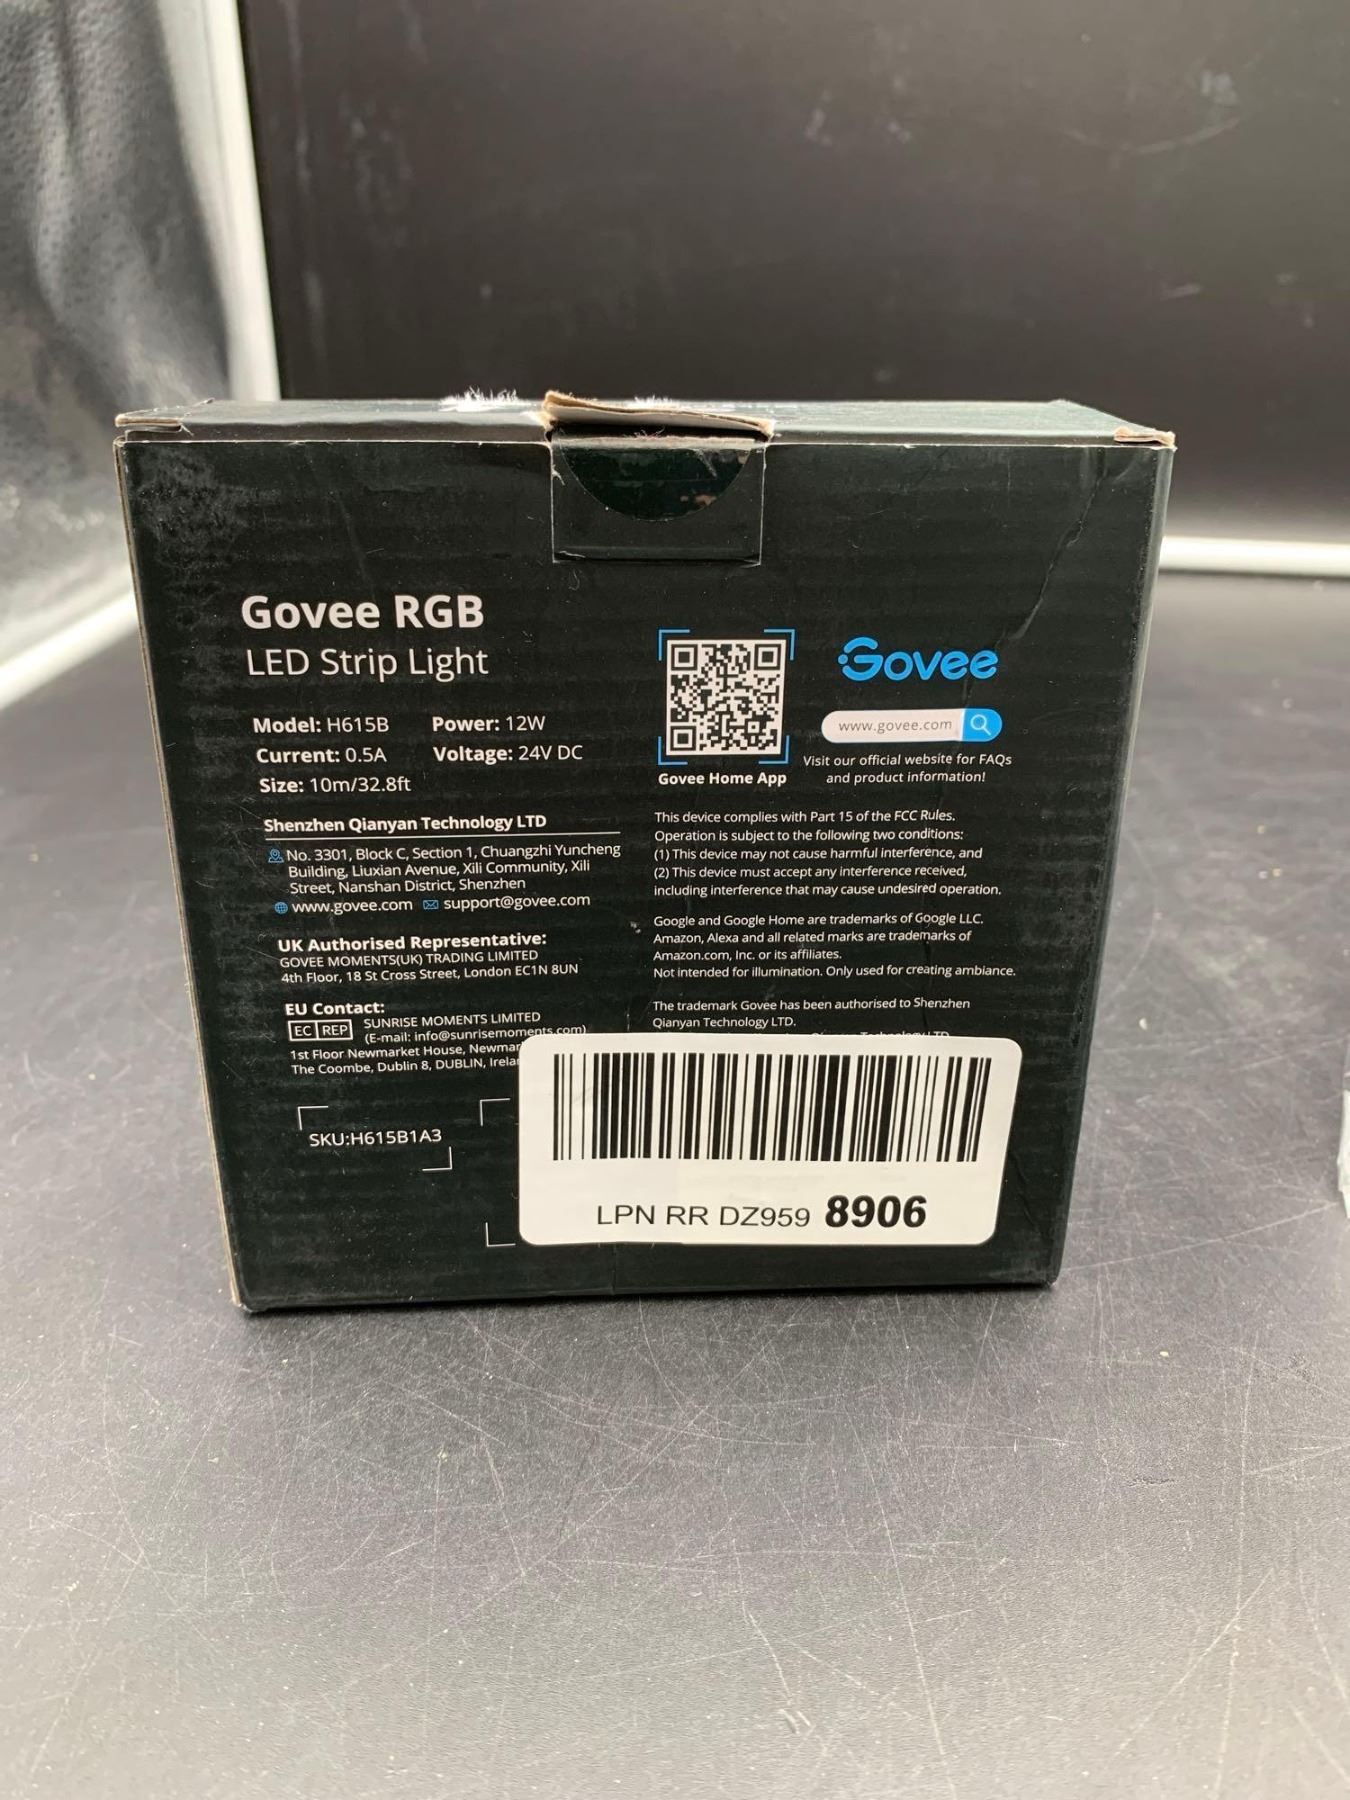 Govee RGB
LED Strip Light
Model: H615B Power: 12W
Current: 0.5A Voltage: 24V DC
Size: 10m/32.8ft
Shenzhen Qianyan Technology LTD
No. 3301, Block C, Section 1, Chuangzhi Yuncheng
Building, Liuxian Avenue, Xili Community, Xili
Street, Nanshan District, Shenzhen
www.govee.com support@govee.com
UK Authorised Representative:
GOVEE MOMENTS(UK) TRADING LIMITED
4th Floor, 18 St Cross Street, London EC1N 8UN
EU Contact:
EC REP SUNRISE MOMENTS LIMITED
(E-mail: info@sunrisemoments.com)
1st Floor Newmarket House,
The Coombe, Dublin 8, DUBLIN,
SKU:H615B1A3
Govee Home App
Govee
www.govee.com
Visit our official website for FAQs
and product information!
This device complies with Part 15 of the FCC Rules.
Operation is subject to the following two conditions:
(1) This device may not cause harmful interference, and
(2) This device must accept any interference received,
including interference that may cause undesired operation.
Google and Google Home are trademarks of Google LLC.
Amazon, Alexa and all related marks are trademarks of
Amazon.com, Inc. or its affiliates.
Not intended for illumination. Only used for creating ambiance.
The trademark Govee has been authorised to Shenzhen
Qianyan Technology LTD.
LPN RR DZ959 8906